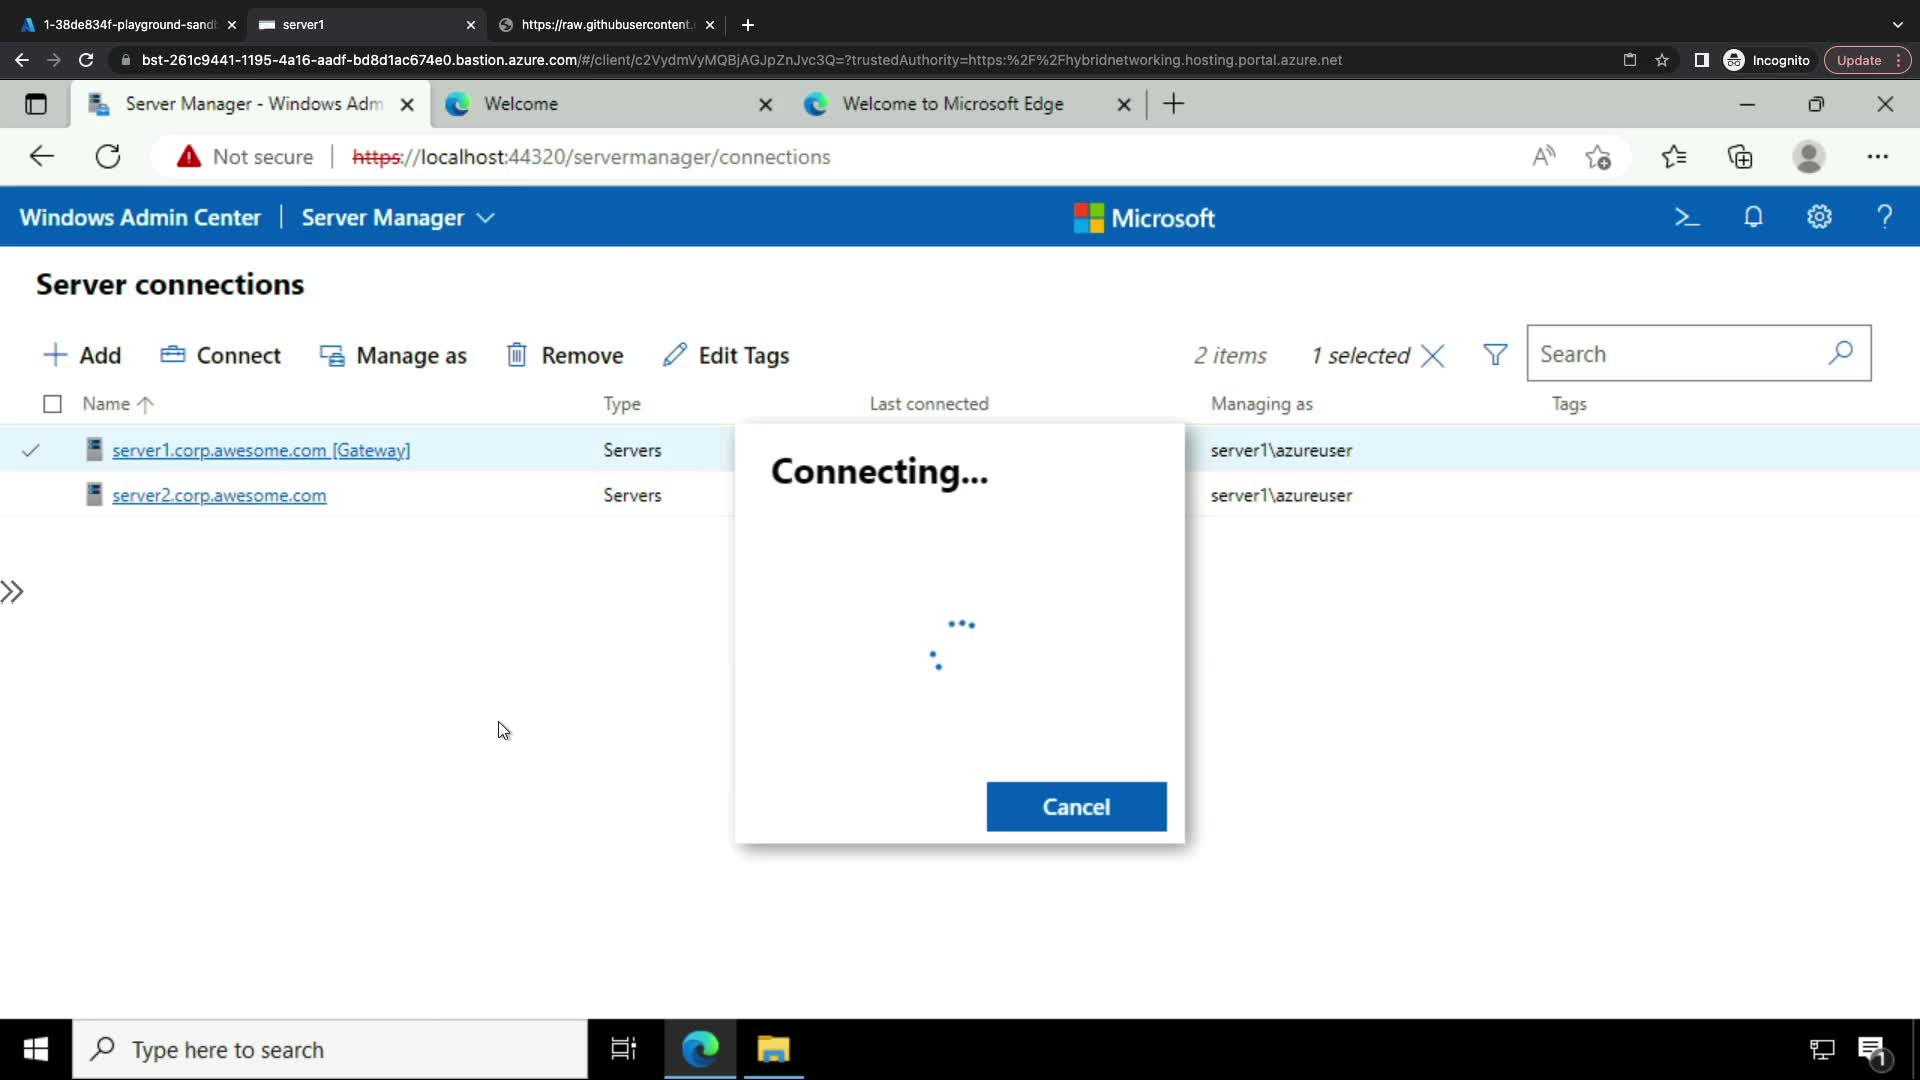 1-38de834f-playground-sand
server1
https://raw.githubusercontent.
bst-261c9441-1195-4a16-aadf-bd8d1ac674e0.bastion.azure.com/#/client/c2VydmVyMQBjAGJpZnJvc3Q=?trustedAuthority=https:%2F%2Fhybridnetworking.hosting.portal.azure.net
Incognito
Update
Server Manager - Windows Adm
Welcome
Welcome to Microsoft Edge
Not secure
https://localhost:44320/servermanager/connections
Windows Admin Center
Server Manager
Microsoft
Server connections
Add
Connect
Manage as
Remove
Edit Tags
2 items
1 selected
Search
Name
Type
Last connected
Managing as
Tags
server1.corp.awesome.com [Gateway]
Servers
server1\azureuser
server2.corp.awesome.com
Servers
server1\azureuser
Connecting...
Cancel
Type here to search
1